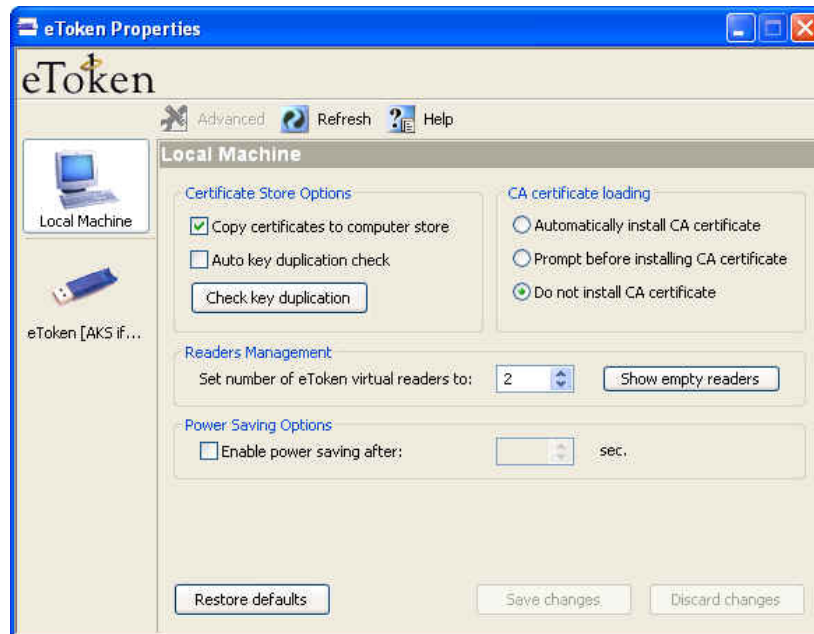 eToken Properties
eToken
Advanced Refresh Help
Local Machine
Local Machine
eToken [AKS if...
Certificate Store Options
Copy certificates to computer store
Auto key duplication check
Check key duplication
CA certificate loading
Automatically install CA certificate
Prompt before installing CA certificate
Do not install CA certificate
Readers Management
Set number of eToken virtual readers to: 2 Show empty readers
Power Saving Options
Enable power saving after: sec.
Restore defaults Save changes Discard changes